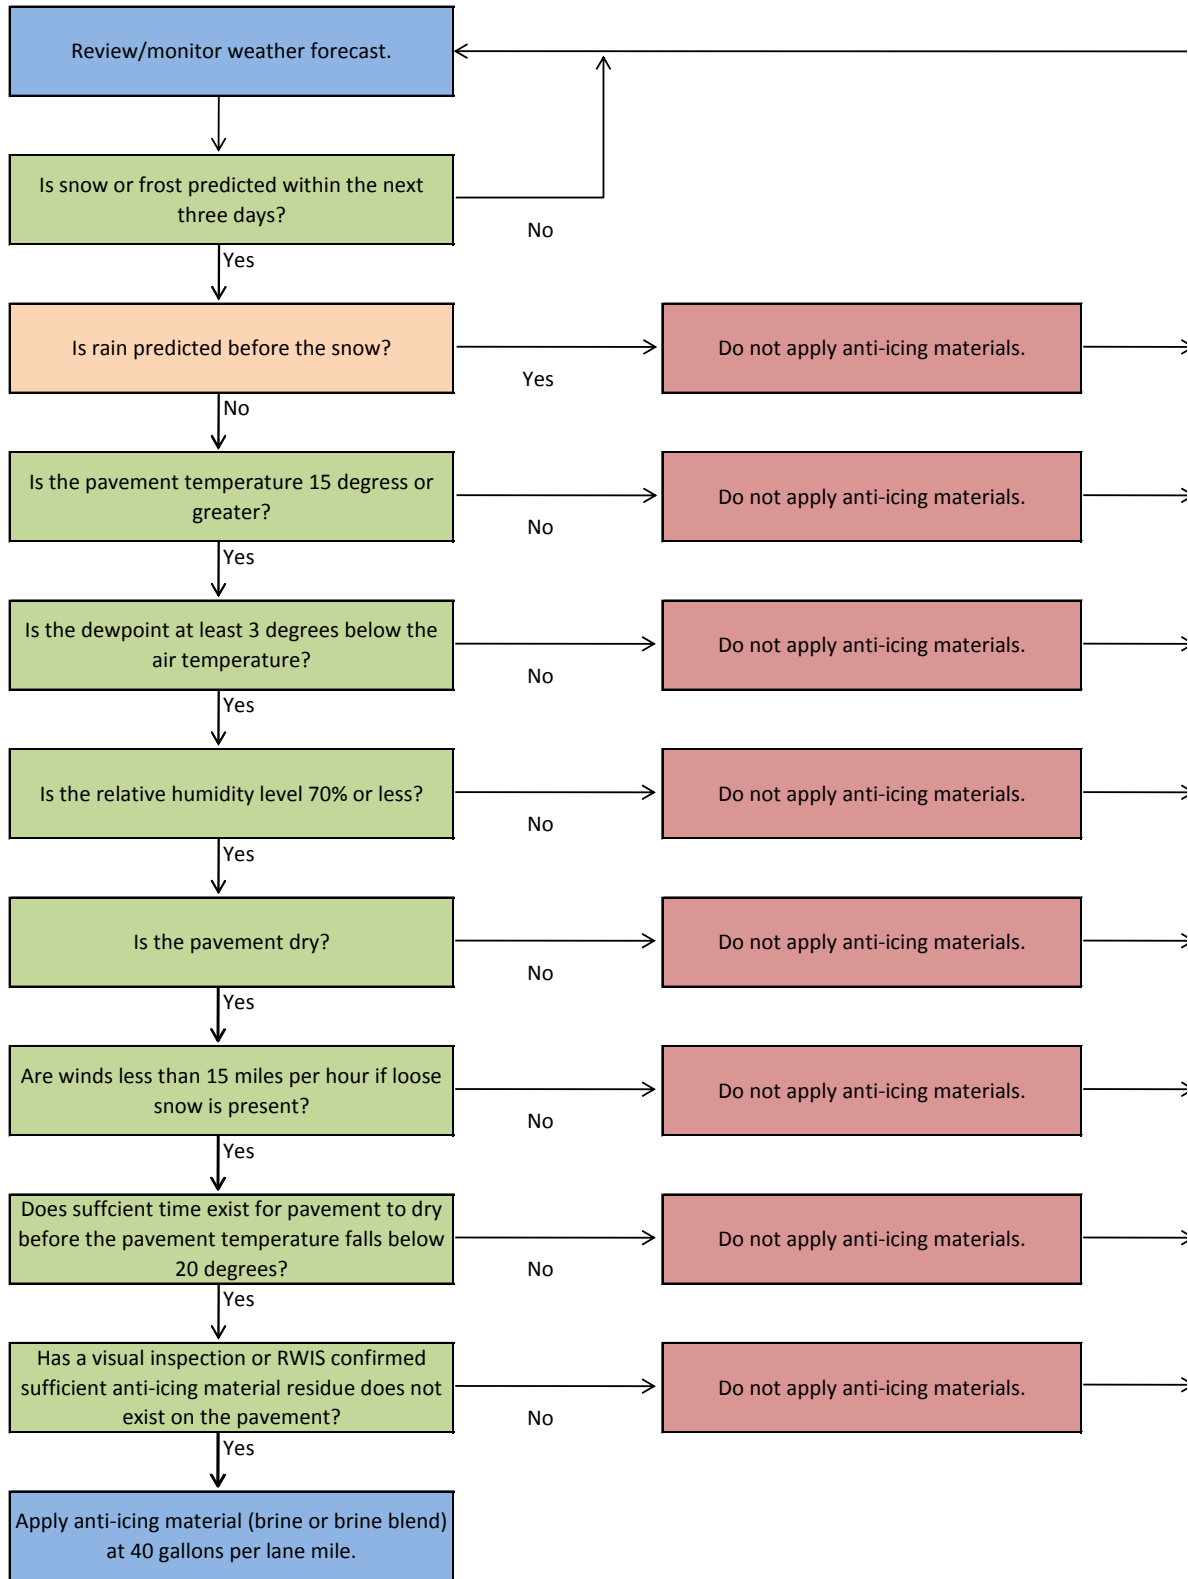 Review/monitor weather forecast.
Is snow or frost predicted within the next
three days?
No
Yes
Is rain predicted before the snow?
Do not apply anti-icing materials.
Yes
No
Is the pavement temperature 15 degress or
greater?
Do not apply anti-icing materials.
No
Yes
Is the dewpoint at least 3 degrees below the
air temperature?
Do not apply anti-icing materials.
No
Yes
Is the relative humidity level 70% or less?
Do not apply anti-icing materials.
No
Yes
Is the pavement dry?
Do not apply anti-icing materials.
No
Yes
Are winds less than 15 miles per hour if loose
snow is present?
Do not apply anti-icing materials.
No
Yes
Does suffcient time exist for pavement to dry
before the pavement temperature falls below
20 degrees?
Do not apply anti-icing materials.
No
Yes
Has a visual inspection or RWIS confirmed
sufficient anti-icing material residue does not
exist on the pavement?
Do not apply anti-icing materials.
No
Yes
Apply anti-icing material (brine or brine blend)
at 40 gallons per lane mile.